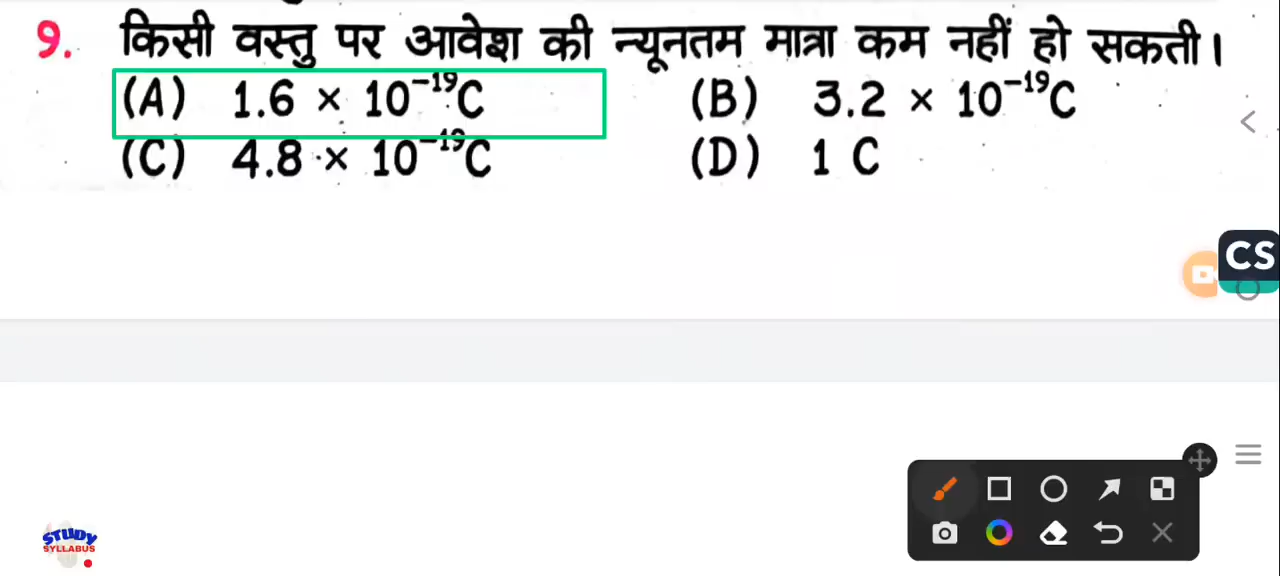 9. किसी वस्तु पर आवेश की न्यूनतम मात्रा कम नहीं हो सकती।
(A) 1.6 × 10⁻¹⁹C (B) 3.2 × 10⁻¹⁹C
(C) 4.8 × 10⁻¹⁹C (D) 1 C
CS
STUDY
SYLLABUS